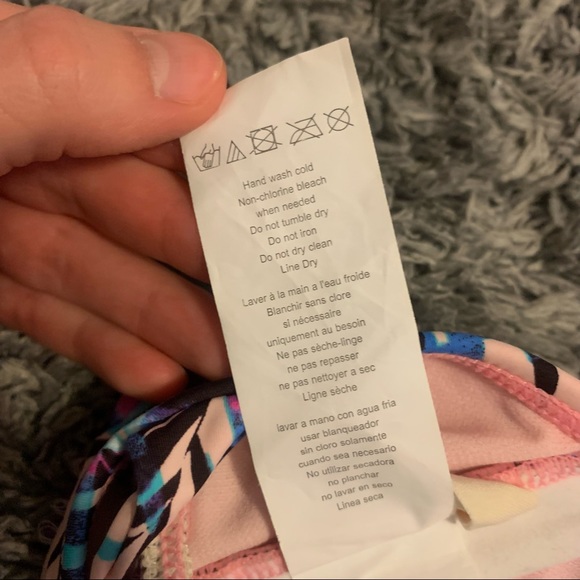 Hand wash cold
Non-chlorine bleach
when needed
Do not tumble dry
Do not iron
Do not dry clean
Line Dry
Laver à la main a l'eau froide
Blanchir sans clore
si nécessaire
uniquement au besoin
Ne pas sèche-linge
ne pas repasser
ne pas nettoyer a sec
Ligne sèche
lavar a mano con agua fria
usar blanqueador
sin cloro solamente
cuando sea necesario
No utilizar secadora
no planchar
no lavar en seco
Linea seca